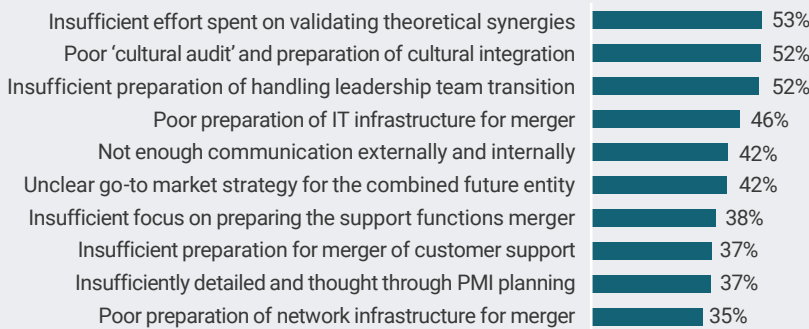 Insufficient effort spent on validating theoretical synergies 53%
Poor ‘cultural audit’ and preparation of cultural integration 52%
Insufficient preparation of handling leadership team transition 52%
Poor preparation of IT infrastructure for merger 46%
Not enough communication externally and internally 42%
Unclear go-to market strategy for the combined future entity 42%
Insufficient focus on preparing the support functions merger 38%
Insufficient preparation for merger of customer support 37%
Insufficiently detailed and thought through PMI planning 37%
Poor preparation of network infrastructure for merger 35%